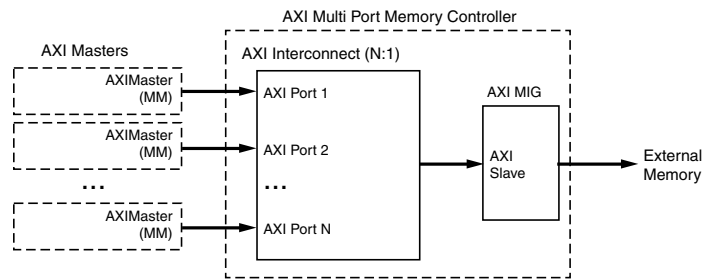 AXI Multi Port Memory Controller
AXI Masters
AXI Interconnect (N:1)
AXIMaster
(MM)
AXI Port 1
AXI MIG
AXIMaster
(MM)
AXI Port 2
AXI
Slave
External
Memory
...
...
AXIMaster
(MM)
AXI Port N